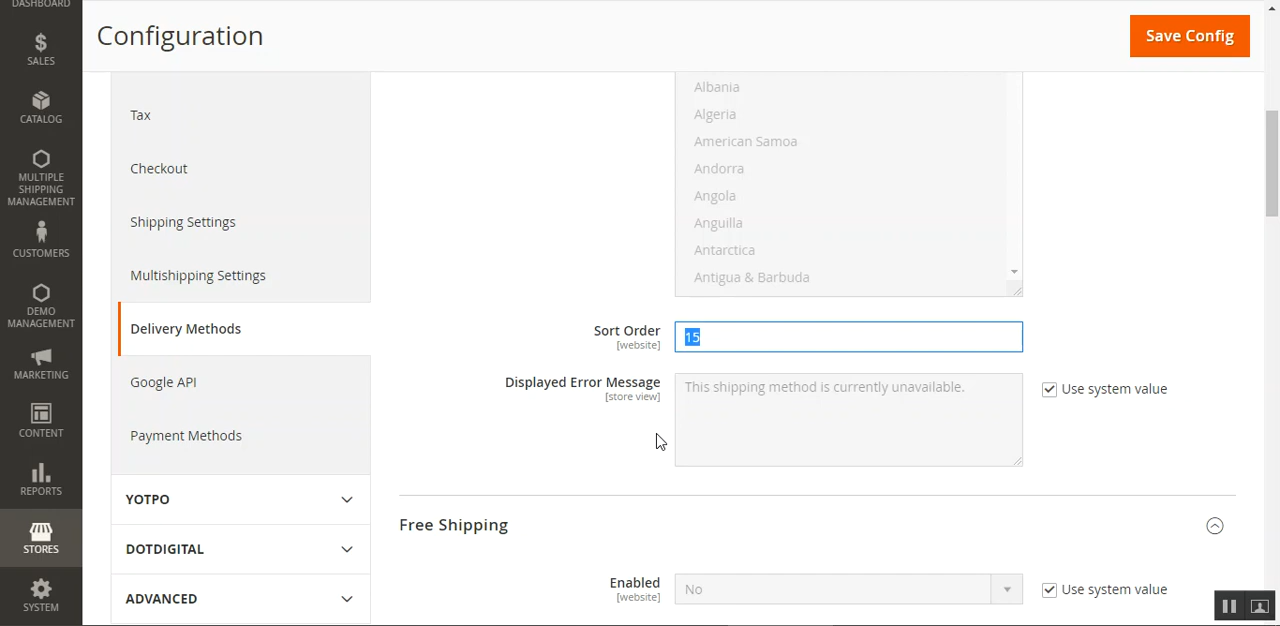 DASHBOARD
SALES
CATALOG
MULTIPLE
SHIPPING
MANAGEMENT
CUSTOMERS
DEMO
MANAGEMENT
MARKETING
CONTENT
REPORTS
STORES
SYSTEM
Configuration
Save Config
Tax
Checkout
Shipping Settings
Multishipping Settings
Delivery Methods
Google API
Payment Methods
YOTPO
DOTDIGITAL
ADVANCED
Albania
Algeria
American Samoa
Andorra
Angola
Anguilla
Antarctica
Antigua & Barbuda
Sort Order
[website]
15
Displayed Error Message
[store view]
This shipping method is currently unavailable.
Use system value
Free Shipping
Enabled
[website]
No
Use system value